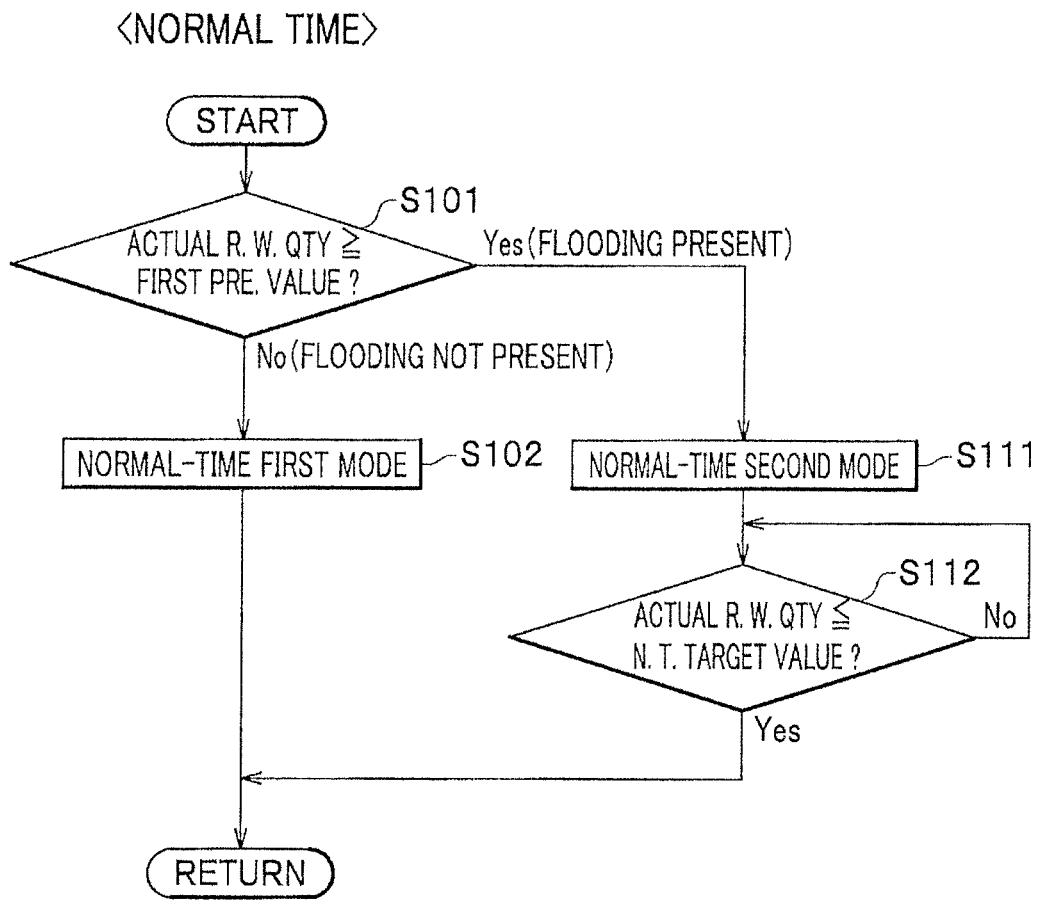 <NORMAL TIME>
START
S101
ACTUAL R. W. QTY ≧
FIRST PRE. VALUE ?
Yes (FLOODING PRESENT)
No (FLOODING NOT PRESENT)
NORMAL-TIME FIRST MODE
S102
NORMAL-TIME SECOND MODE
S111
S112
ACTUAL R. W. QTY ≦
N. T. TARGET VALUE ?
No
Yes
RETURN